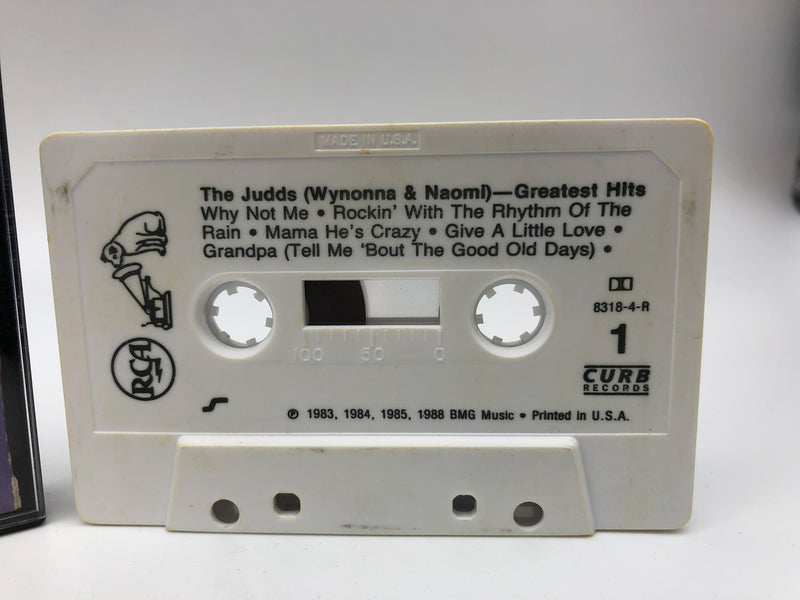 MADE IN U.S.A.
The Judds (Wynonna & Naomi)—Greatest Hits
Why Not Me • Rockin' With The Rhythm Of The
Rain • Mama He's Crazy • Give A Little Love •
Grandpa (Tell Me 'Bout The Good Old Days) •
8318-4-R
1
100 50 0
RCA
CURB
RECORDS
℗ 1983, 1984, 1985, 1988 BMG Music • Printed in U.S.A.